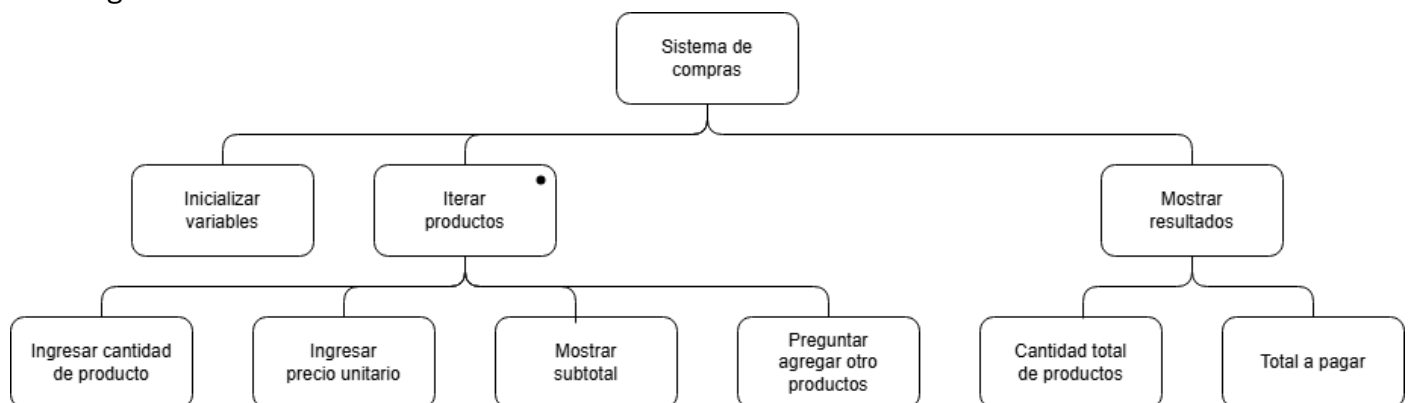 Sistema de
compras
Inicializar
variables
Iterar
productos
Mostrar
resultados
Ingresar cantidad
de producto
Ingresar
precio unitario
Mostrar
subtotal
Preguntar
agregar otro
productos
Cantidad total
de productos
Total a pagar